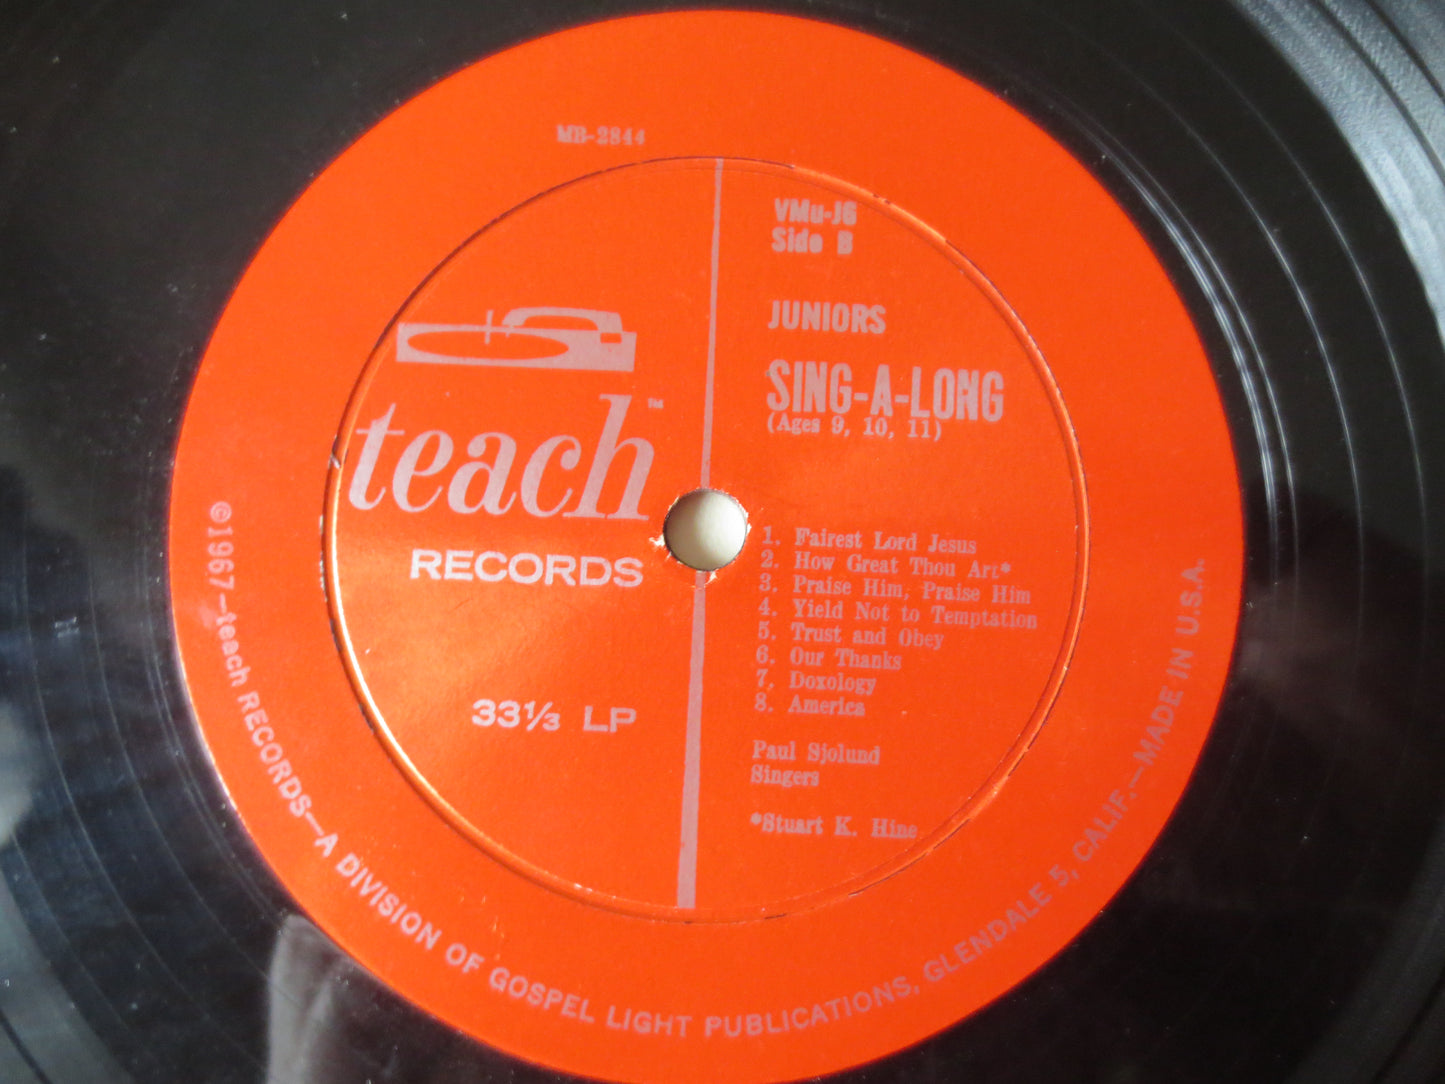 MB-2844
VMu-J6
Side B
JUNIORS
SING-A-LONG
(Ages 9, 10, 11)
teach™
RECORDS
33⅓ LP
1. Fairest Lord Jesus
2. How Great Thou Art*
3. Praise Him, Praise Him
4. Yield Not to Temptation
5. Trust and Obey
6. Our Thanks
7. Doxology
8. America
Paul Sjolund
Singers
*Stuart K. Hine
©1967—teach RECORDS—A DIVISION OF GOSPEL LIGHT PUBLICATIONS, GLENDALE 5, CALIF.—MADE IN U.S.A.